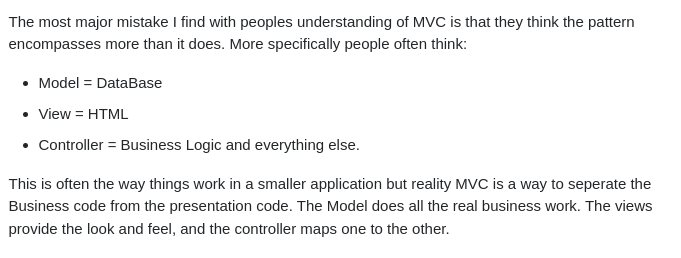 The most major mistake I find with peoples understanding of MVC is that they think the pattern
encompasses more than it does. More specifically people often think:
• Model = DataBase
• View = HTML
• Controller = Business Logic and everything else.
This is often the way things work in a smaller application but reality MVC is a way to seperate the
Business code from the presentation code. The Model does all the real business work. The views
provide the look and feel, and the controller maps one to the other.